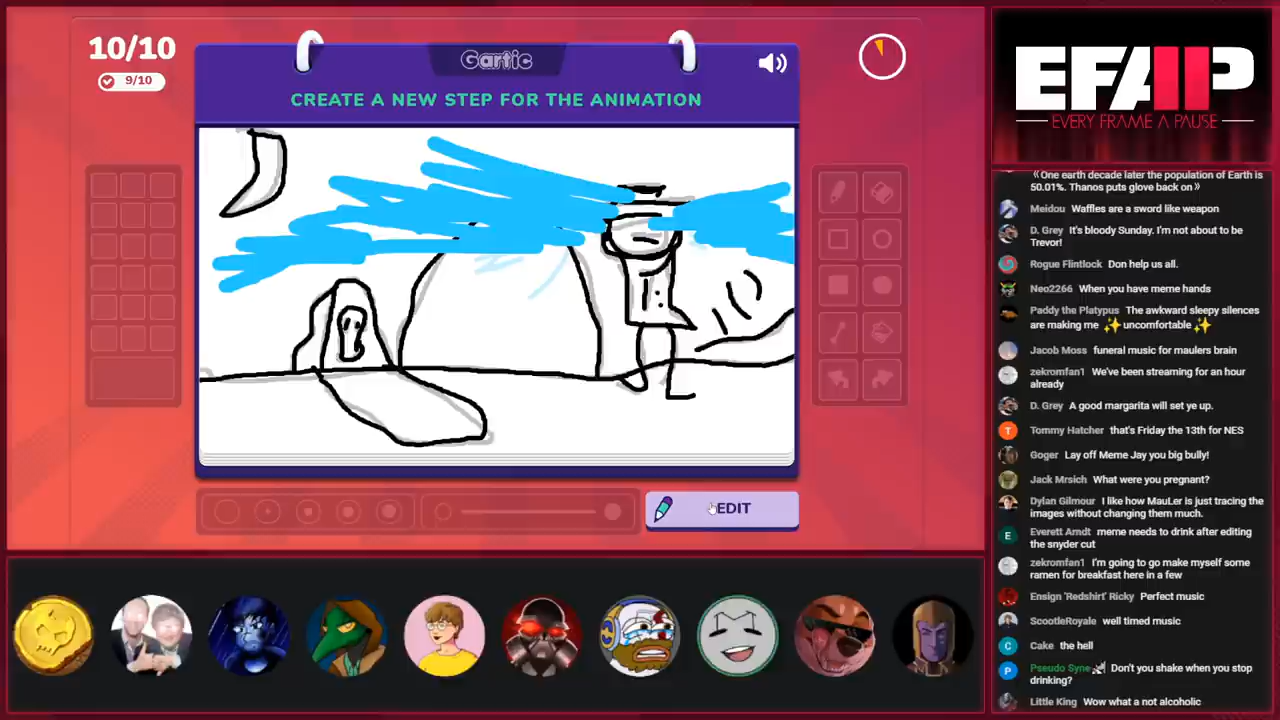 10/10
9/10
Gartic
CREATE A NEW STEP FOR THE ANIMATION
EDIT
EFAP
EVERY FRAME A PAUSE
《One earth decade later the population of Earth is
50.01%. Thanos puts glove back on》
Meidou Waffles are a sword like weapon
D. Grey It's bloody Sunday. I'm not about to be
Trevor!
Rogue Flintlock Don help us all.
Neo2266 When you have meme hands
Paddy the Platypus The awkward sleepy silences
are making me ✨uncomfortable✨
Jacob Moss funeral music for maulers brain
zekromfan1 We've been streaming for an hour
already
D. Grey A good margarita will set ye up.
T Tommy Hatcher that's Friday the 13th for NES
Goger Lay off Meme Jay you big bully!
Jack Mrsich What were you pregnant?
Dylan Gilmour I like how MauLer is just tracing the
images without changing them much.
E Everett Arndt meme needs to drink after editing
the snyder cut
zekromfan1 I'm going to go make myself some
ramen for breakfast here in a few
Ensign 'Redshirt' Ricky Perfect music
ScootleRoyale well timed music
C Cake the hell
P Pseudo Syne Don't you shake when you stop
drinking?
Little King Wow what a not alcoholic